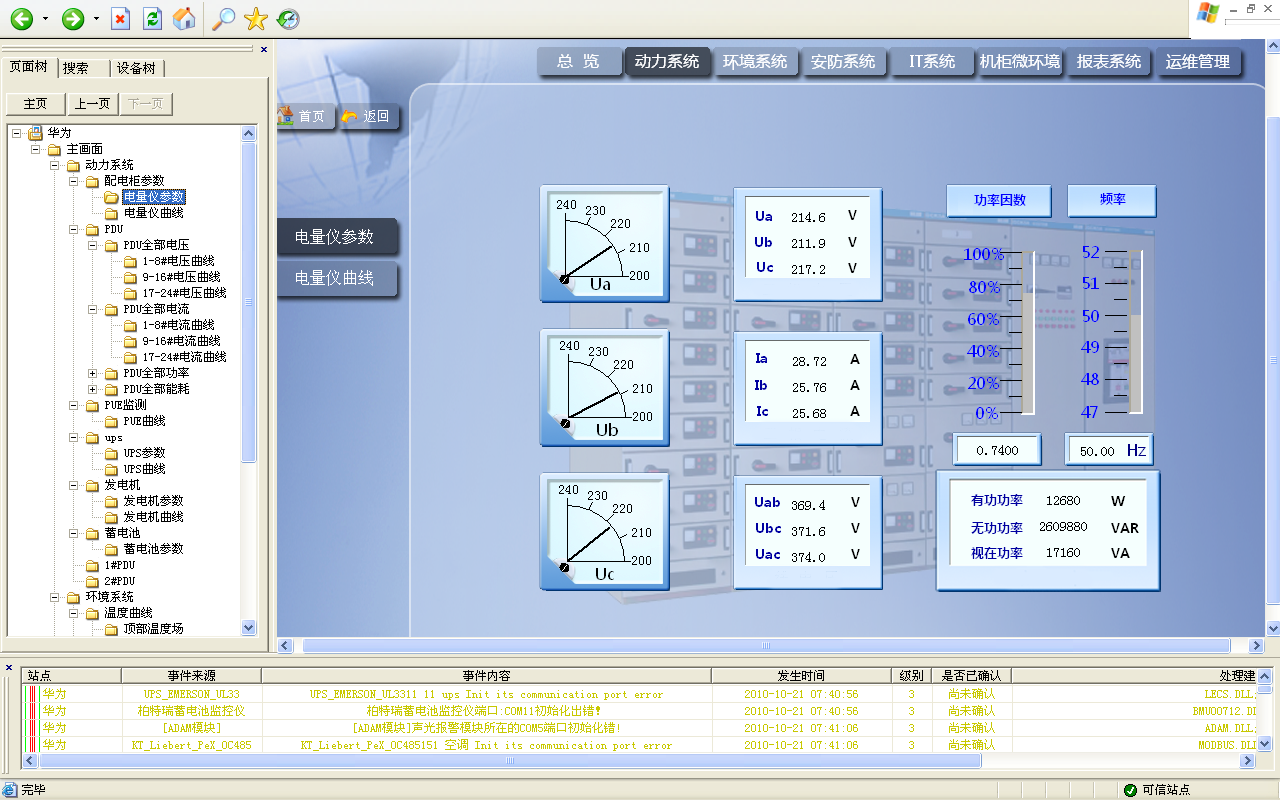 总 览 动力系统 环境系统 安防系统 IT系统 机柜微环境 报表系统 运维管理
页面树 搜索 设备树
主页 上一页 下一页
首页 返回
华为
主画面
动力系统
配电柜参数
电量仪参数
电量仪曲线
PDU
PDU全部电压
1-8#电压曲线
9-16#电压曲线
17-24#电压曲线
PDU全部电流
1-8#电流曲线
9-16#电流曲线
17-24#电流曲线
PDU全部功率
PDU全部能耗
PUE监测
PUE曲线
ups
UPS参数
UPS曲线
发电机
发电机参数
发电机曲线
蓄电池
蓄电池参数
1#PDU
2#PDU
环境系统
温度曲线
顶部温度场
电量仪参数
电量仪曲线
240 230 220 210 200
Ua
Ua 214.6 V
Ub 211.9 V
Uc 217.2 V
240 230 220 210 200
Ub
Ia 28.72 A
Ib 25.76 A
Ic 25.68 A
240 230 220 210 200
Uc
Uab 369.4 V
Ubc 371.6 V
Uac 374.0 V
功率因数 频率
100% 52
80% 51
60% 50
40% 49
20% 48
0% 47
0.7400 50.00 Hz
有功功率 12680 W
无功功率 2609880 VAR
视在功率 17160 VA
站点 事件来源 事件内容 发生时间 级别 是否已确认 处理建
华为 UPS_EMERSON_UL33 UPS_EMERSON_UL3311 11 ups Init its communication port error 2010-10-21 07:40:56 3 尚未确认 LECS.DLL;
华为 柏特瑞蓄电池监控仪 柏特瑞蓄电池监控仪端口:COM11初始化出错! 2010-10-21 07:40:56 3 尚未确认 BMU00712.DI
华为 [ADAM模块] [ADAM模块]声光报警模块所在的COM5端口初始化错! 2010-10-21 07:41:06 3 尚未确认 ADAM.DLL;
华为 KT_Liebert_PeX_OC485 KT_Liebert_PeX_OC485151 空调 Init its communication port error 2010-10-21 07:41:06 3 尚未确认 MODBUS.DLI
完毕 可信站点